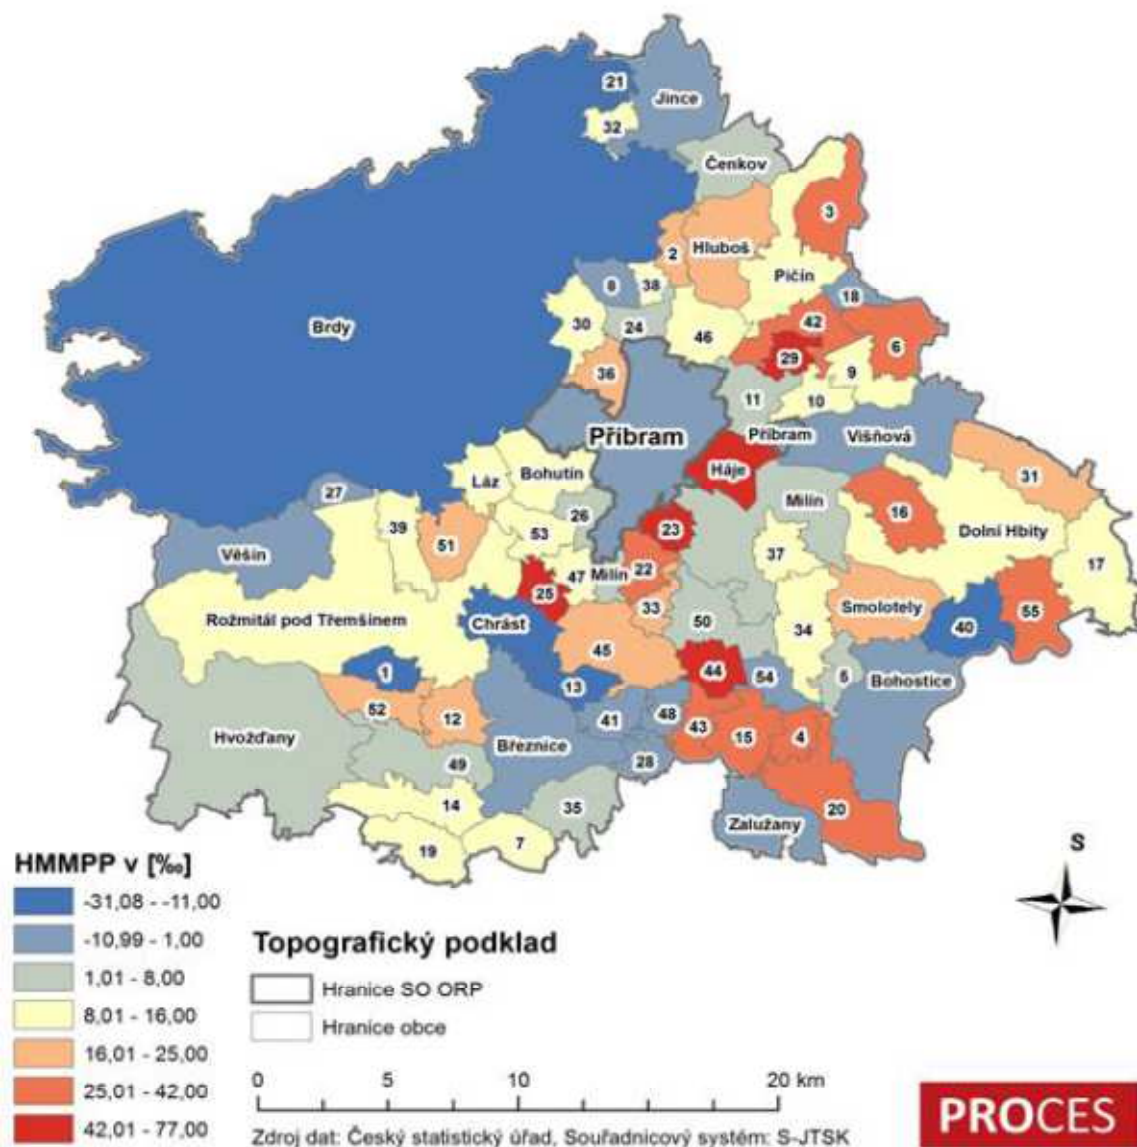 21
Jince
32
Čenkov
3
2
Hluboš
Pičín
8
38
18
Brdy
30
24
42
46
6
29
9
36
11
10
Příbram
Příbram
Višňová
Láz
Bohutín
Háje
31
27
Milín
16
26
39
53
23
Dolní Hbity
51
Věšín
37
17
47
Milín
22
25
33
Smolotely
55
Rožmitál pod Třemšínem
Chrást
50
34
40
45
1
44
54
5
Bohostice
13
52
12
41
48
43
15
4
Hvožďany
Březnice
49
28
14
35
20
Zalužany
19
7
S
HMMPP v [‰]
-31,08 - -11,00
-10,99 - 1,00
1,01 - 8,00
8,01 - 16,00
16,01 - 25,00
25,01 - 42,00
42,01 - 77,00
Topografický podklad
Hranice SO ORP
Hranice obce
0 5 10 20 km
Zdroj dat: Český statistický úřad, Souřadnicový systém: S-JTSK
PROCES